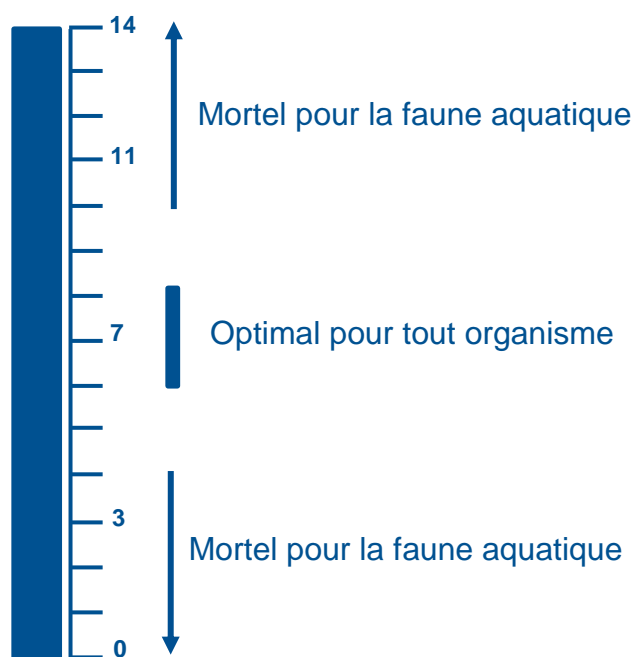 14
Mortel pour la faune aquatique
11
7
Optimal pour tout organisme
3
Mortel pour la faune aquatique
0